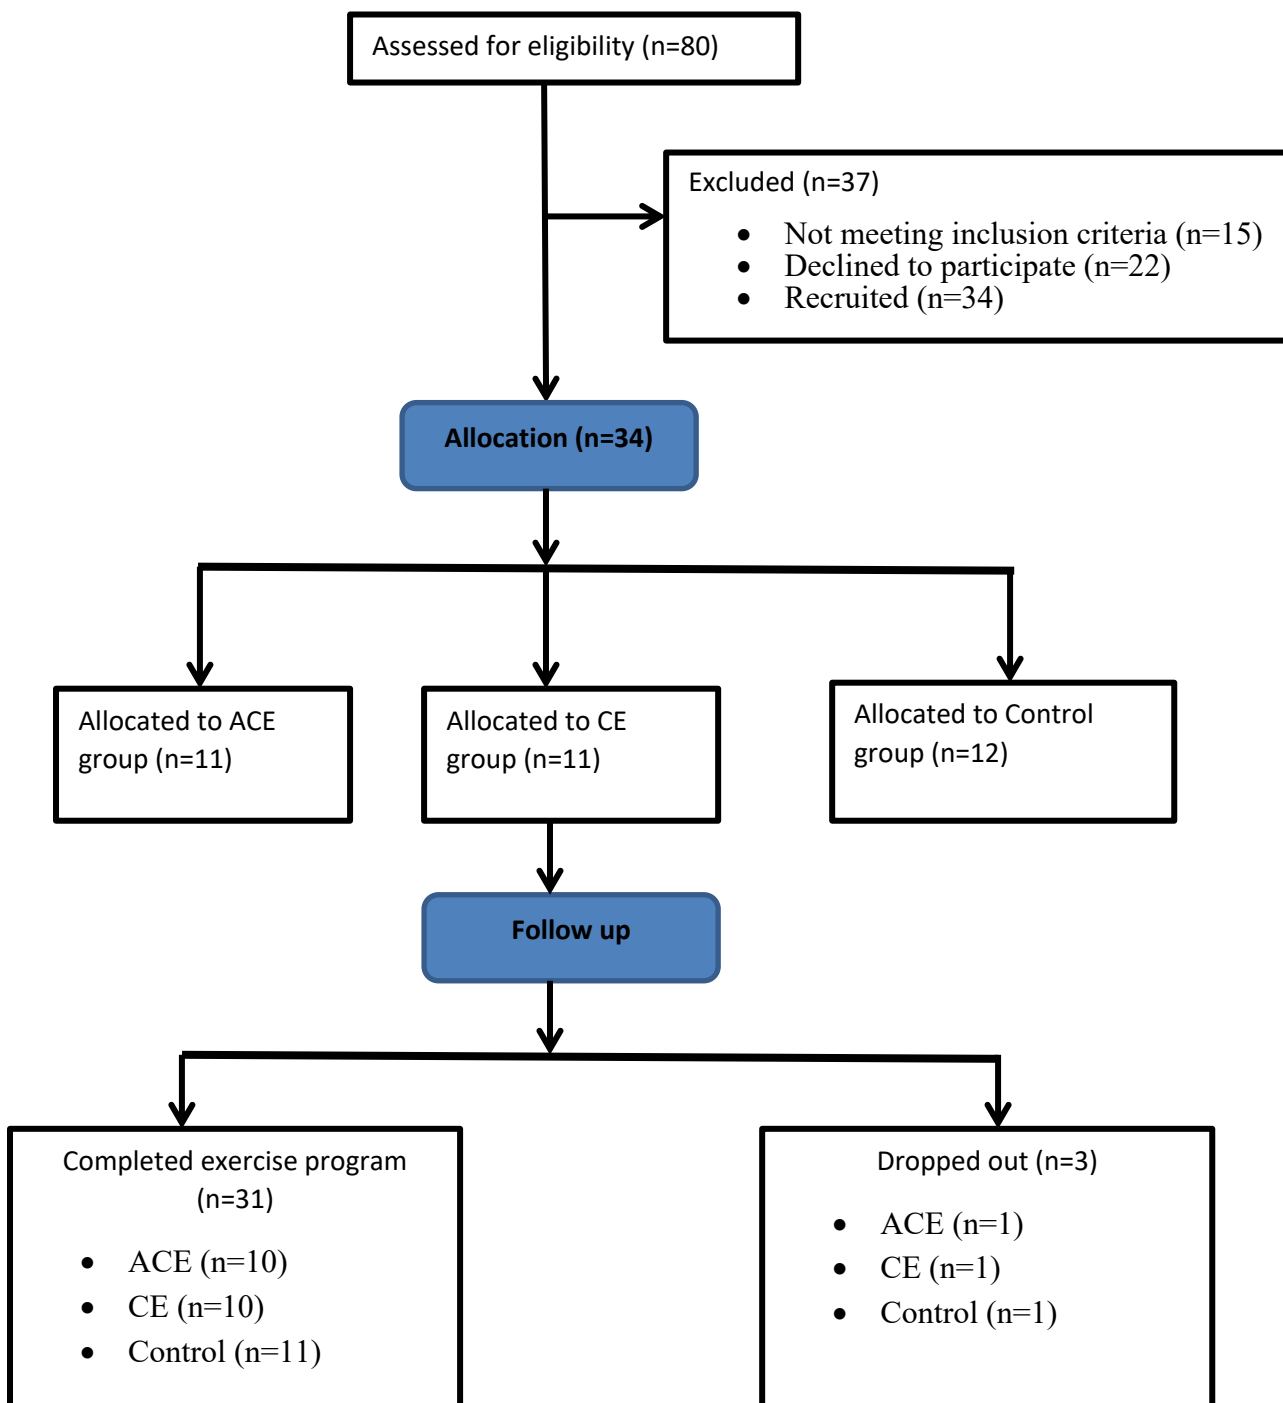 Assessed for eligibility (n=80)
Excluded (n=37)
• Not meeting inclusion criteria (n=15)
• Declined to participate (n=22)
• Recruited (n=34)
Allocation (n=34)
Allocated to ACE
group (n=11)
Allocated to CE
group (n=11)
Allocated to Control
group (n=12)
Follow up
Completed exercise program
(n=31)
• ACE (n=10)
• CE (n=10)
• Control (n=11)
Dropped out (n=3)
• ACE (n=1)
• CE (n=1)
• Control (n=1)